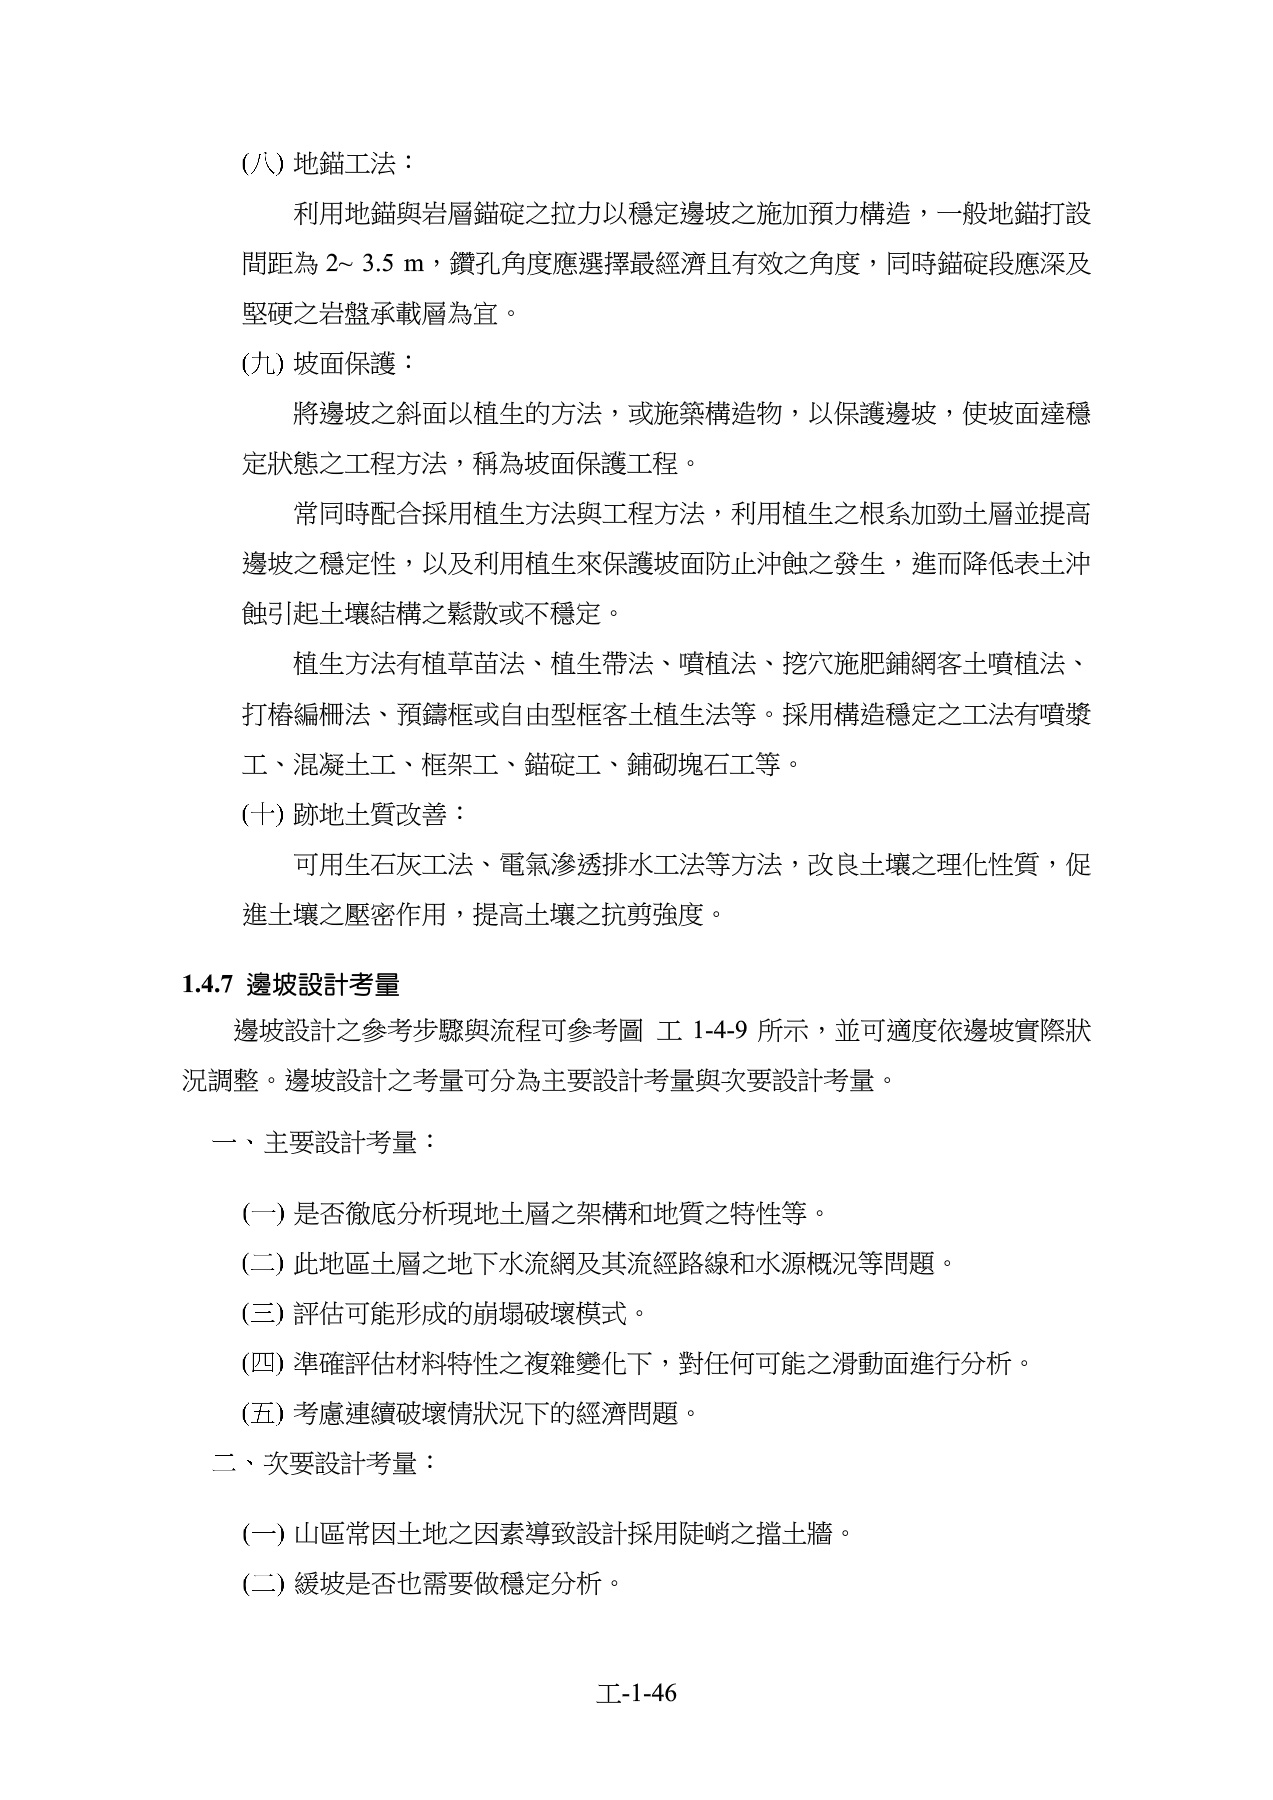 (八) 地錨工法：
利用地錨與岩層錨碇之拉力以穩定邊坡之施加預力構造，一般地錨打設
間距為 2~ 3.5 m，鑽孔角度應選擇最經濟且有效之角度，同時錨碇段應深及
堅硬之岩盤承載層為宜。
(九) 坡面保護：
將邊坡之斜面以植生的方法，或施築構造物，以保護邊坡，使坡面達穩
定狀態之工程方法，稱為坡面保護工程。
常同時配合採用植生方法與工程方法，利用植生之根系加勁土層並提高
邊坡之穩定性，以及利用植生來保護坡面防止沖蝕之發生，進而降低表土沖
蝕引起土壤結構之鬆散或不穩定。
植生方法有植草苗法、植生帶法、噴植法、挖穴施肥鋪網客土噴植法、
打樁編柵法、預鑄框或自由型框客土植生法等。採用構造穩定之工法有噴漿
工、混凝土工、框架工、錨碇工、鋪砌塊石工等。
(十) 跡地土質改善：
可用生石灰工法、電氣滲透排水工法等方法，改良土壤之理化性質，促
進土壤之壓密作用，提高土壤之抗剪強度。
1.4.7 邊坡設計考量
邊坡設計之參考步驟與流程可參考圖 工 1-4-9 所示，並可適度依邊坡實際狀
況調整。邊坡設計之考量可分為主要設計考量與次要設計考量。
一、主要設計考量：
(一) 是否徹底分析現地土層之架構和地質之特性等。
(二) 此地區土層之地下水流網及其流經路線和水源概況等問題。
(三) 評估可能形成的崩塌破壞模式。
(四) 準確評估材料特性之複雜變化下，對任何可能之滑動面進行分析。
(五) 考慮連續破壞情狀況下的經濟問題。
二、次要設計考量：
(一) 山區常因土地之因素導致設計採用陡峭之擋土牆。
(二) 緩坡是否也需要做穩定分析。
工-1-46